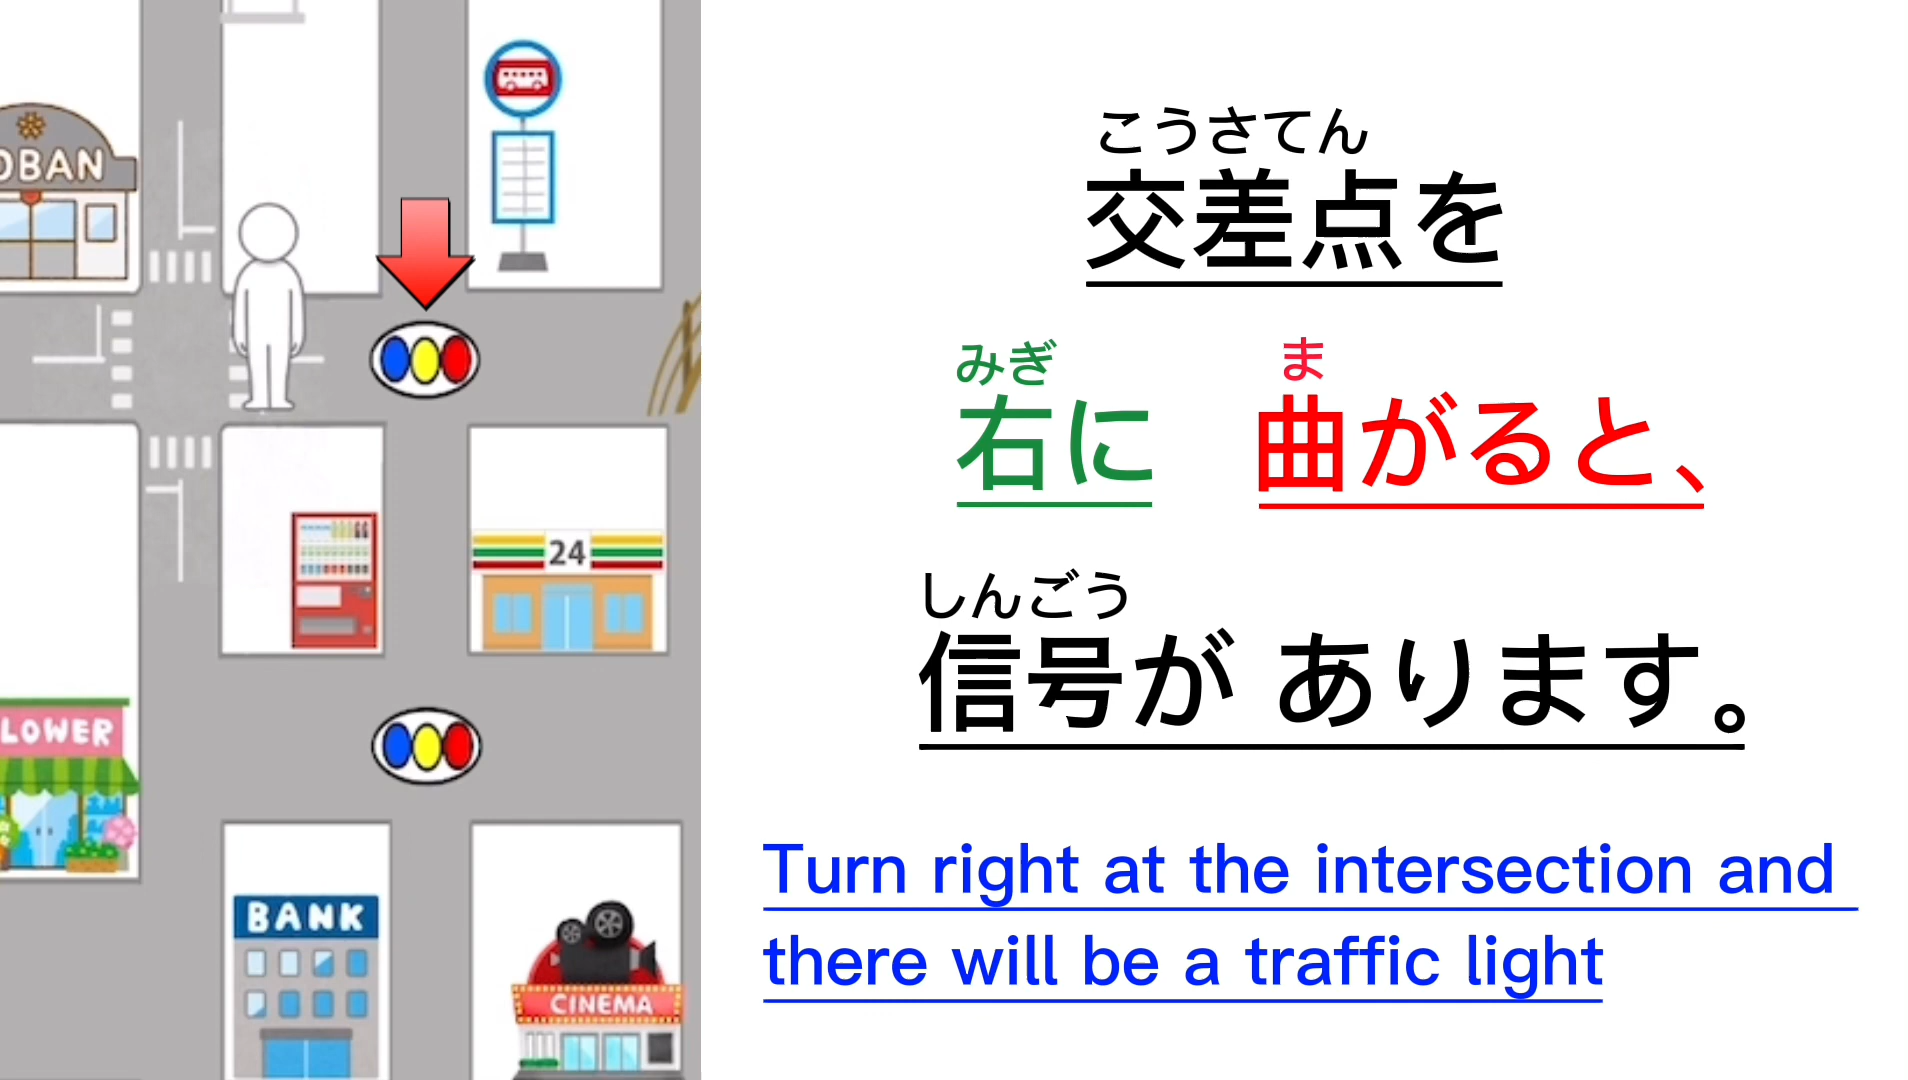 OBAN
24
LOWER
BANK
CINEMA
こうさてん
交差点を
みぎ ま
右に 曲がると、
しんごう
信号が あります。
Turn right at the intersection and
there will be a traffic light